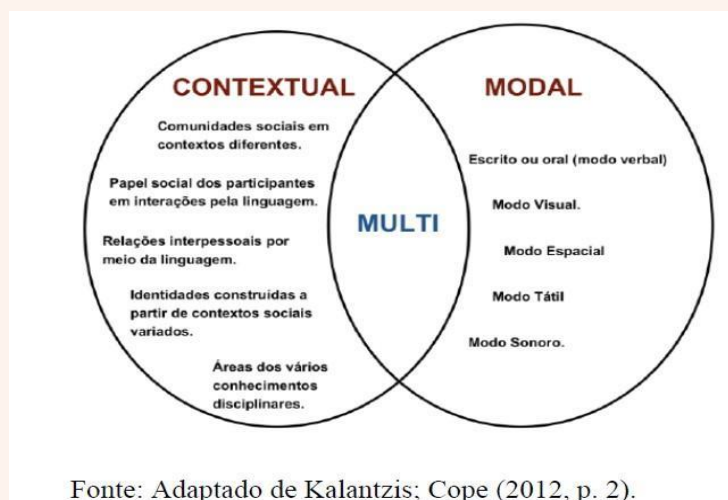 CONTEXTUAL
Comunidades sociais em
contextos diferentes.
Papel social dos participantes
em interações pela linguagem.
Relações interpessoais por
meio da linguagem.
Identidades construídas a
partir de contextos sociais
variados.
Áreas dos vários
conhecimentos
disciplinares.
MULTI
MODAL
Escrito ou oral (modo verbal)
Modo Visual.
Modo Espacial
Modo Tátil
Modo Sonoro.
Fonte: Adaptado de Kalantzis; Cope (2012, p. 2).